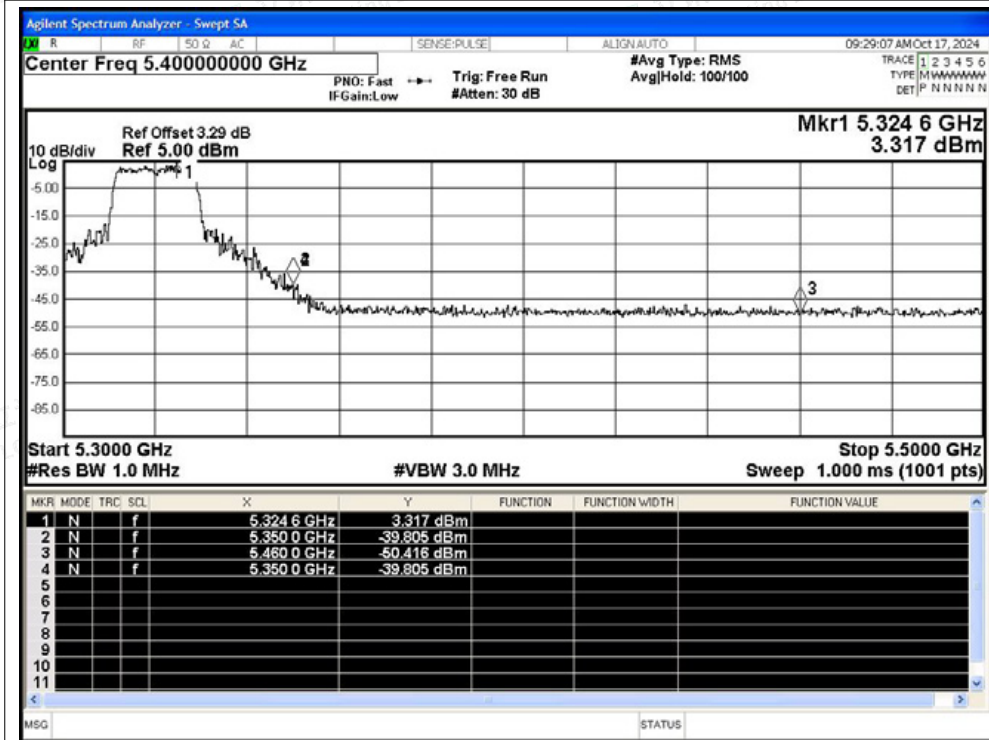 Agilent Spectrum Analyzer - Swept SA
LXI R RF 50 Ω AC SENSE:PULSE ALIGN AUTO 09:29:07 AM Oct 17, 2024
Center Freq 5.400000000 GHz #Avg Type: RMS TRACE 1 2 3 4 5 6
PNO: Fast Trig: Free Run Avg|Hold: 100/100 TYPE M
IFGain:Low #Atten: 30 dB DET P N N N N N
Mkr1 5.324 6 GHz
Ref Offset 3.29 dB
10 dB/div Ref 5.00 dBm 3.317 dBm
Log
1
-5.00
-15.0
-25.0
-35.0
3
-45.0
-55.0
-65.0
-75.0
-85.0
Start 5.3000 GHz Stop 5.5000 GHz
#Res BW 1.0 MHz #VBW 3.0 MHz Sweep 1.000 ms (1001 pts)
MKR MODE TRC SCL X Y FUNCTION FUNCTION WIDTH FUNCTION VALUE
1 N f 5.324 6 GHz 3.317 dBm
2 N f 5.350 0 GHz -39.805 dBm
3 N f 5.460 0 GHz -50.416 dBm
4 N f 5.350 0 GHz -39.805 dBm
5
6
7
8
9
10
11
MSG STATUS